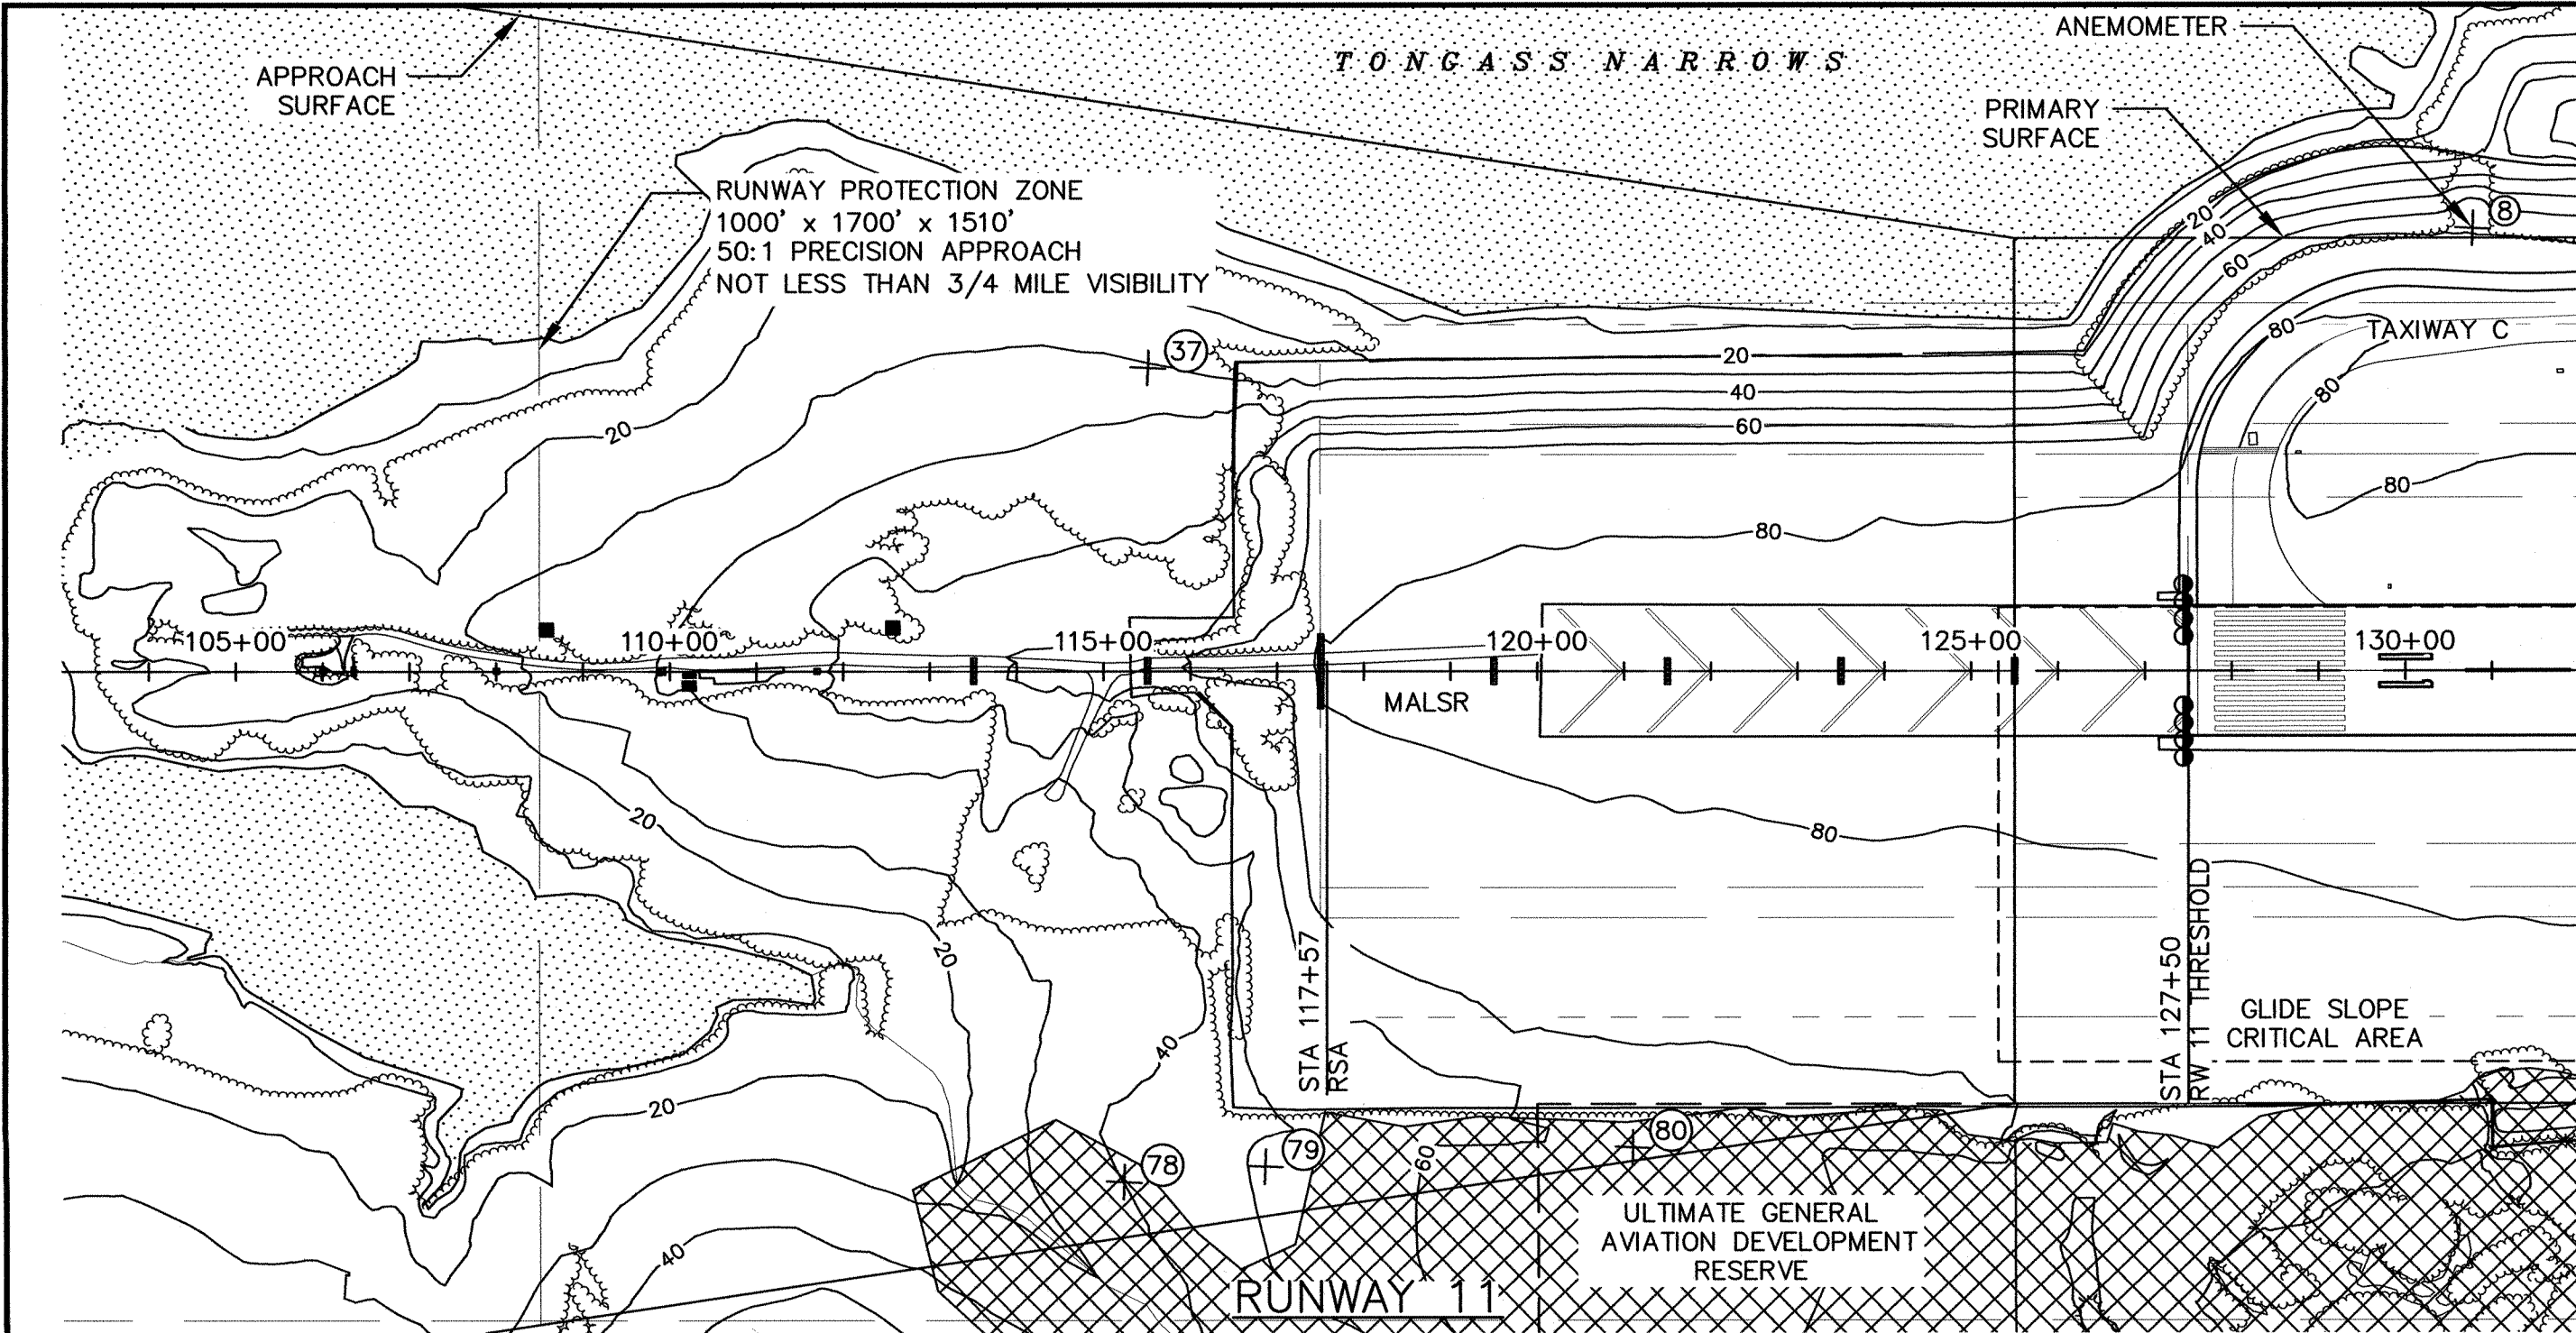 APPROACH
SURFACE
TONGASS NARROWS
ANEMOMETER
PRIMARY
SURFACE
RUNWAY PROTECTION ZONE
1000' x 1700' x 1510'
50:1 PRECISION APPROACH
NOT LESS THAN 3/4 MILE VISIBILITY
8
20
40
60
37
20
40
60
80
TAXIWAY C
80
80
80
20
105+00
110+00
115+00
120+00
125+00
130+00
MALSR
20
80
20
40
20
40
STA 117+57
RSA
STA 127+50
RW 11 THRESHOLD
GLIDE SLOPE
CRITICAL AREA
78
79
80
60
ULTIMATE GENERAL
AVIATION DEVELOPMENT
RESERVE
RUNWAY 11